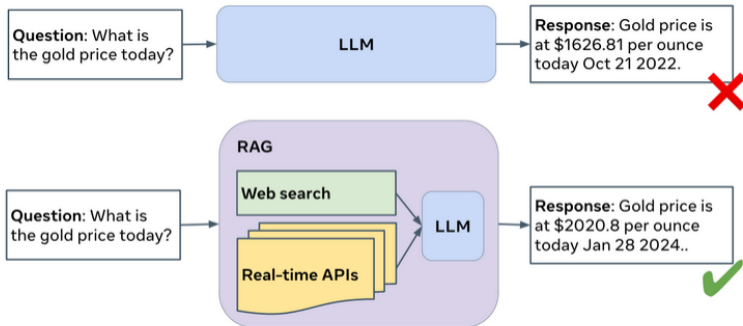 Question: What is
the gold price today?
LLM
Response: Gold price is
at $1626.81 per ounce
today Oct 21 2022.
RAG
Web search
Real-time APIs
LLM
Question: What is
the gold price today?
Response: Gold price is
at $2020.8 per ounce
today Jan 28 2024..